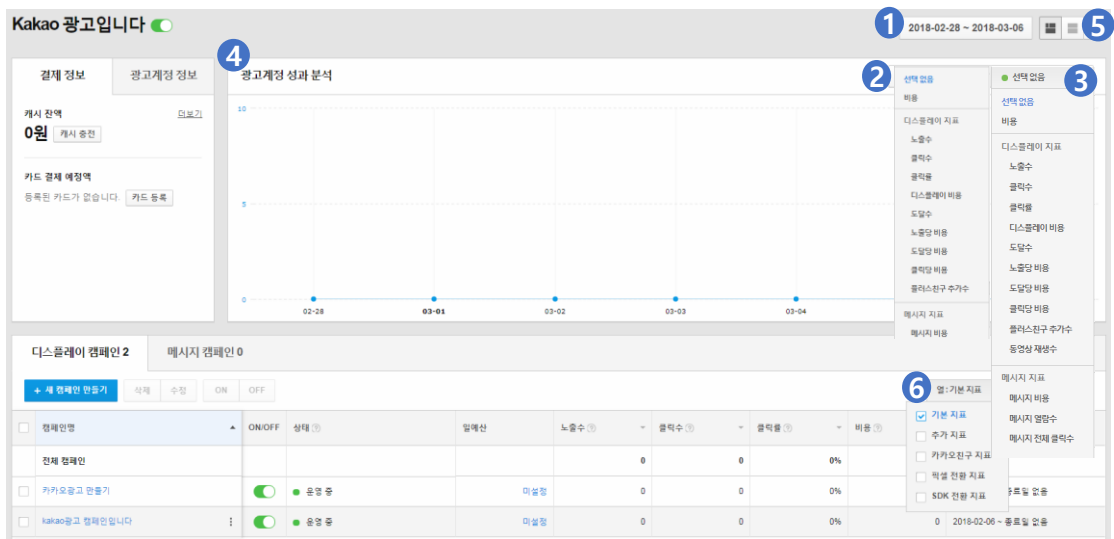 Kakao 광고입니다
1
2018-02-28 ~ 2018-03-06
5
결제 정보
광고계정 정보
캐시 잔액
더보기
0원
캐시 충전
카드 결제 예정액
등록된 카드가 없습니다.
카드 등록
4
광고계정 성과 분석
10
5
0
02-28
03-01
03-02
03-03
03-04
2
선택 없음
비용
디스플레이 지표
노출수
클릭수
클릭률
디스플레이 비용
도달수
노출당 비용
도달당 비용
클릭당 비용
플러스친구 추가수
메시지 지표
메시지 비용
3
선택 없음
선택 없음
비용
디스플레이 지표
노출수
클릭수
클릭률
디스플레이 비용
도달수
노출당 비용
도달당 비용
클릭당 비용
플러스친구 추가수
동영상 재생수
메시지 지표
메시지 비용
메시지 열람수
메시지 전체 클릭수
디스플레이 캠페인 2
메시지 캠페인 0
+ 새 캠페인 만들기
삭제
수정
ON
OFF
6
열 : 기본 지표
기본 지표
추가 지표
카카오친구 지표
픽셀 전환 지표
SDK 전환 지표
캠페인명
ON/OFF
상태 ?
일예산
노출수 ?
클릭수 ?
클릭률 ?
비용 ?
전체 캠페인
0
0
0%
카카오광고 만들기
운영 중
미설정
0
0
0%
종료일 없음
kakao광고 캠페인입니다
운영 중
미설정
0
0
0%
0
2018-02-06 ~ 종료일 없음